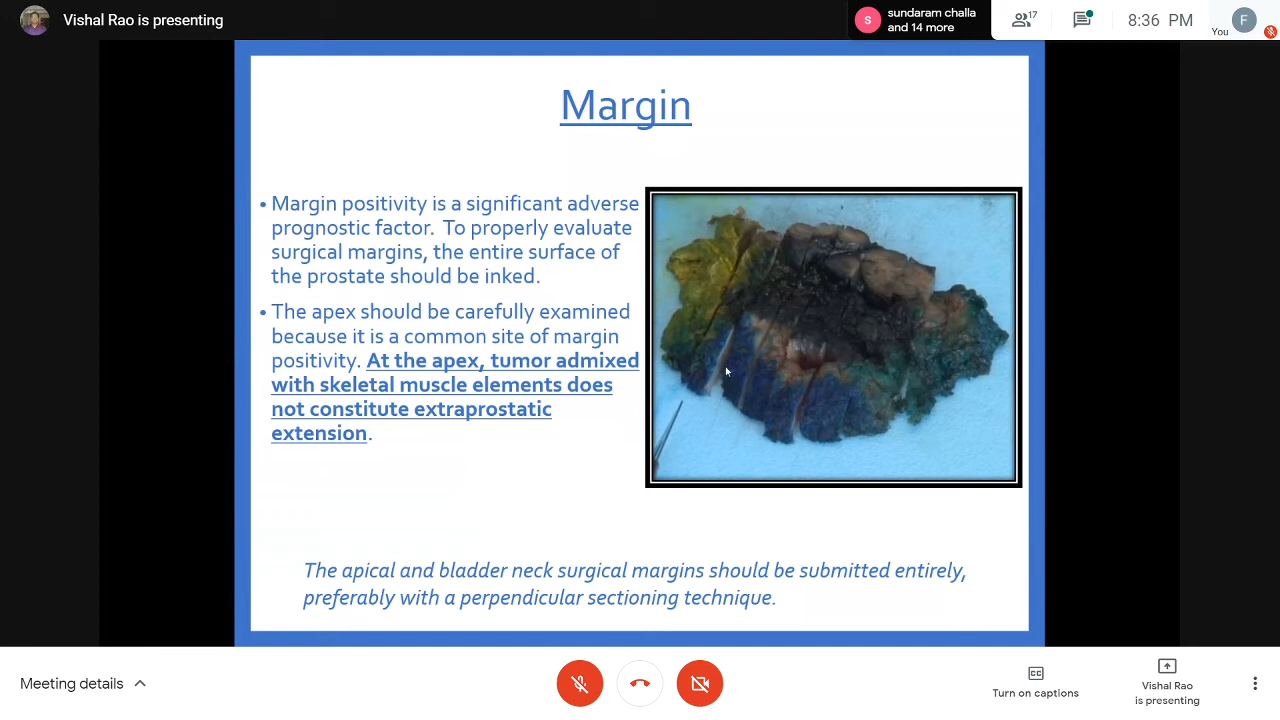 Vishal Rao is presenting
S
sundaram challa
and 14 more
17
8:36 PM
You
F
Margin
• Margin positivity is a significant adverse
prognostic factor. To properly evaluate
surgical margins, the entire surface of
the prostate should be inked.
• The apex should be carefully examined
because it is a common site of margin
positivity. At the apex, tumor admixed
with skeletal muscle elements does
not constitute extraprostatic
extension.
The apical and bladder neck surgical margins should be submitted entirely,
preferably with a perpendicular sectioning technique.
Meeting details
CC
Turn on captions
Vishal Rao
is presenting